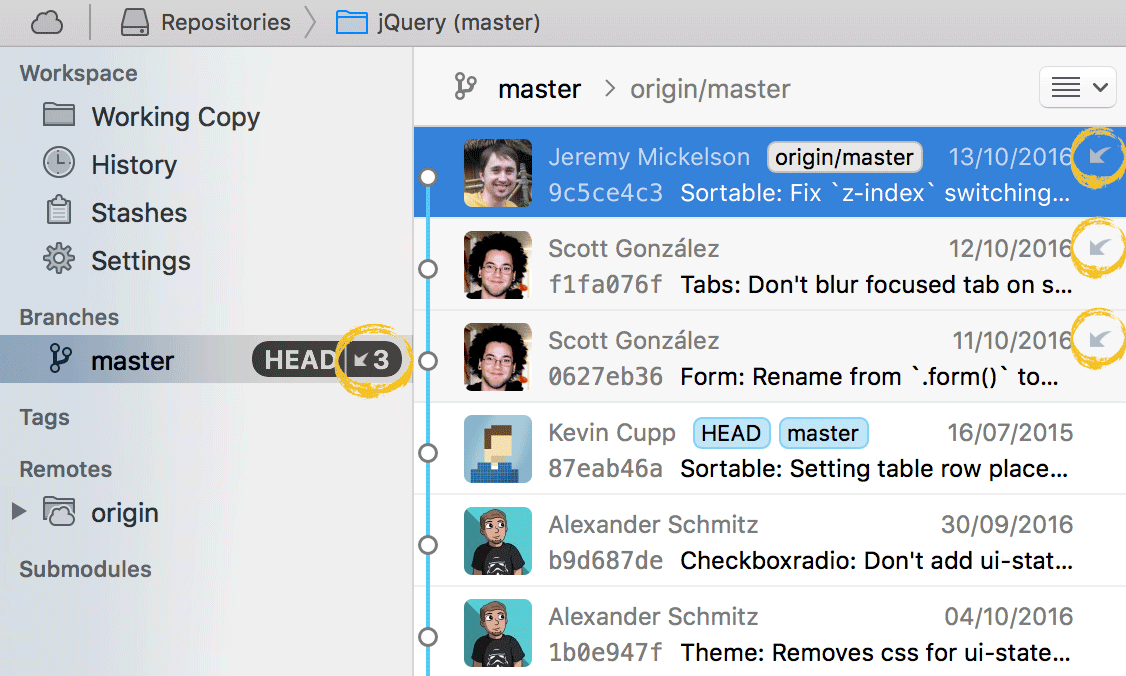 Repositories
jQuery (master)
Workspace
Working Copy
History
Stashes
Settings
Branches
master HEAD 3
Tags
Remotes
origin
Submodules
master > origin/master
Jeremy Mickelson origin/master 13/10/2016
9c5ce4c3 Sortable: Fix `z-index` switching...
Scott González 12/10/2016
f1fa076f Tabs: Don't blur focused tab on s...
Scott González 11/10/2016
0627eb36 Form: Rename from `.form()` to...
Kevin Cupp HEAD master 16/07/2015
87eab46a Sortable: Setting table row place...
Alexander Schmitz 30/09/2016
b9d687de Checkboxradio: Don't add ui-stat...
Alexander Schmitz 04/10/2016
1b0e947f Theme: Removes css for ui-state...